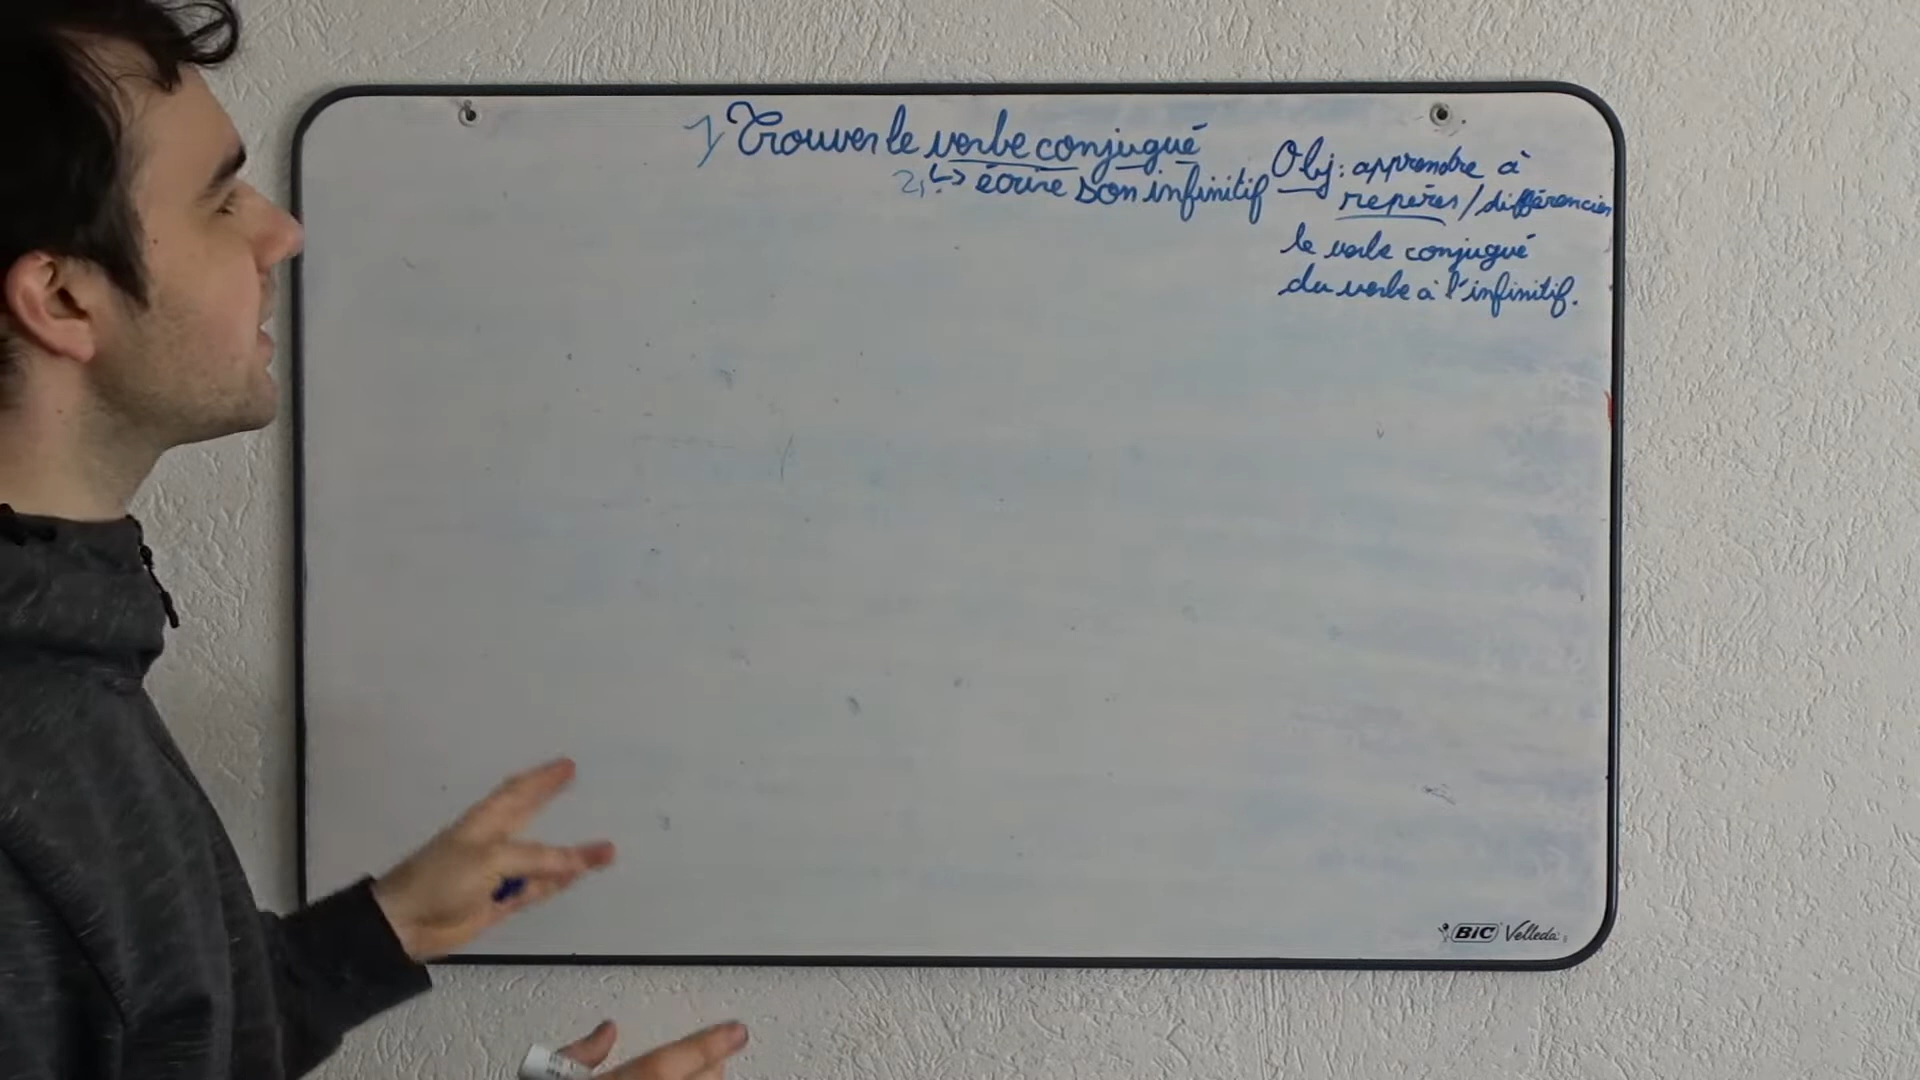 1) Trouver le verbe conjugué
2) ↳ écrire son infinitif
Obj : apprendre à
repérer / différencier
le verbe conjugué
du verbe à l'infinitif.
BIC Velleda